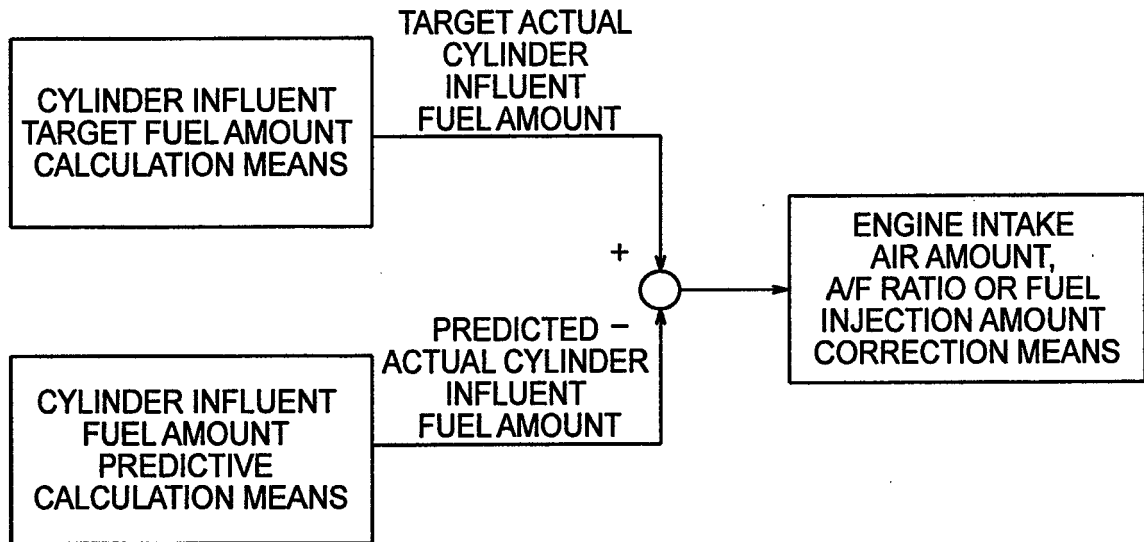 CYLINDER INFLUENT
TARGET FUEL AMOUNT
CALCULATION MEANS
TARGET ACTUAL
CYLINDER
INFLUENT
FUEL AMOUNT
+
ENGINE INTAKE
AIR AMOUNT,
A/F RATIO OR FUEL
INJECTION AMOUNT
CORRECTION MEANS
CYLINDER INFLUENT
FUEL AMOUNT
PREDICTIVE
CALCULATION MEANS
PREDICTED −
ACTUAL CYLINDER
INFLUENT
FUEL AMOUNT